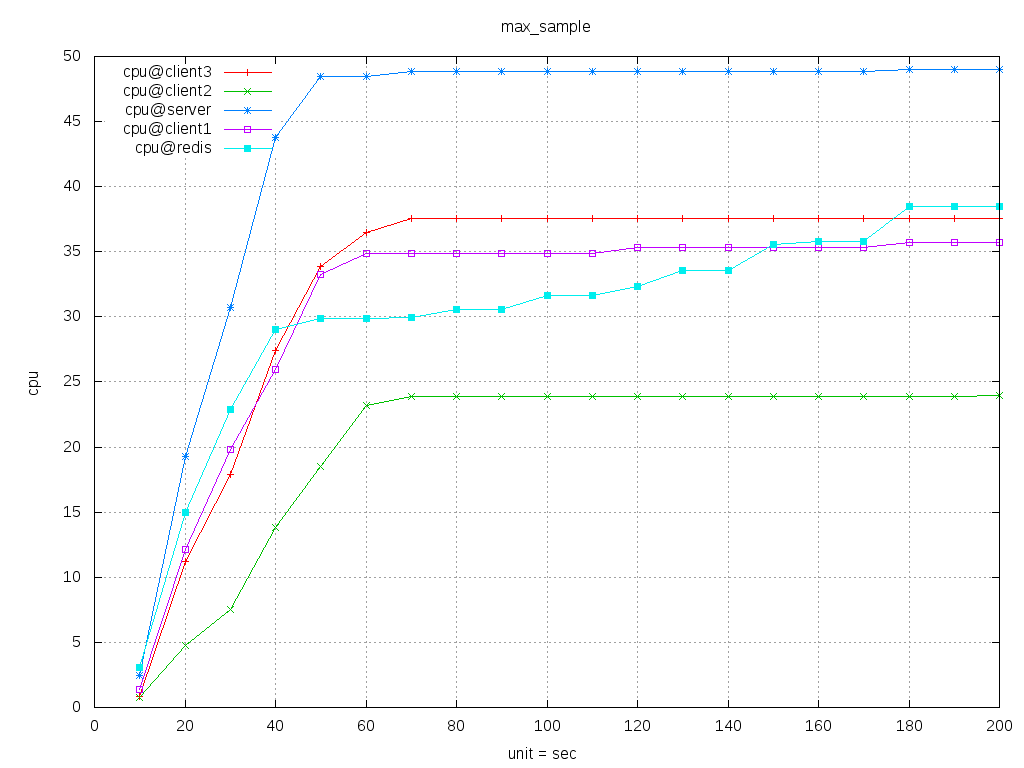 max_sample
50
45
40
35
30
25
20
15
10
5
0
cpu@client3
cpu@client2
cpu@server
cpu@client1
cpu@redis
cpu
0 20 40 60 80 100 120 140 160 180 200
unit = sec